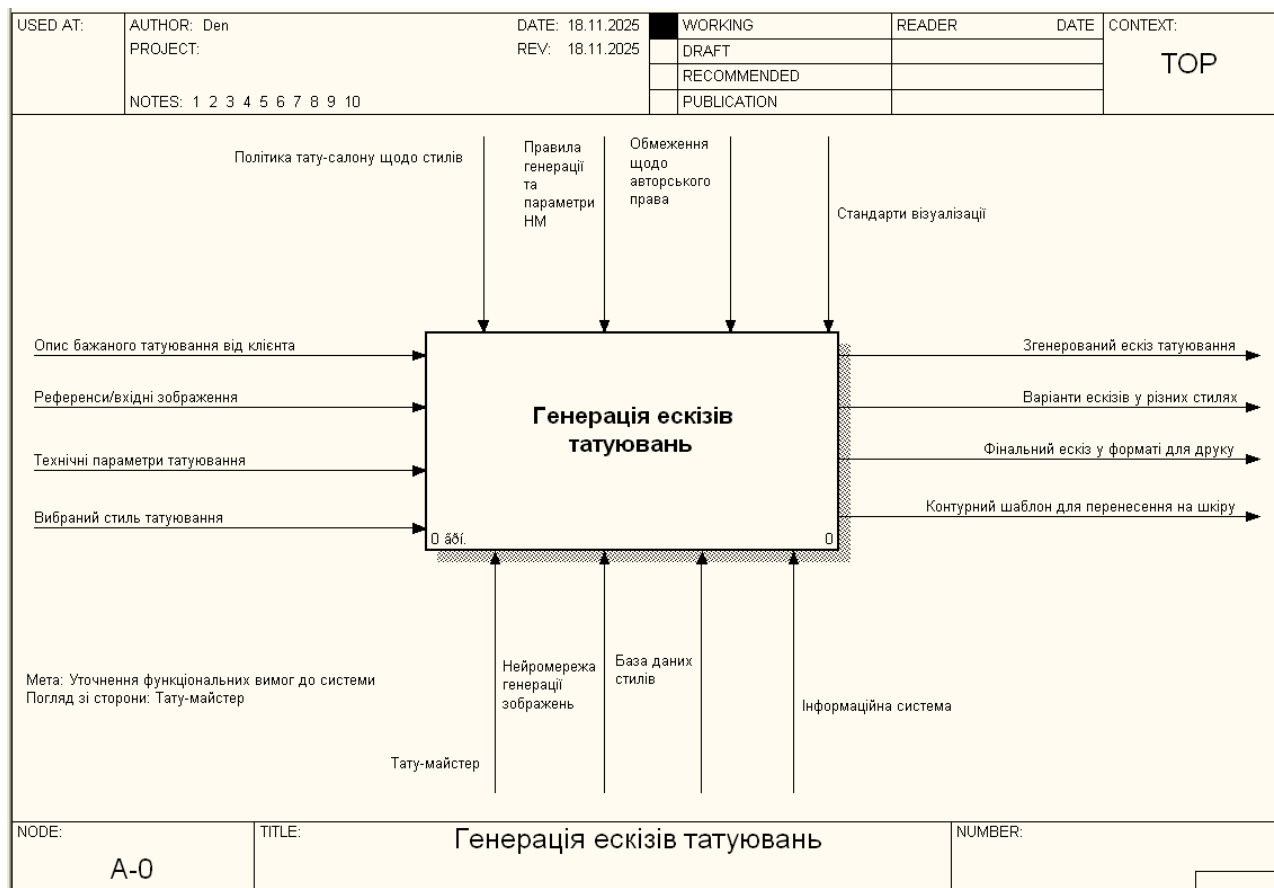 USED AT:
AUTHOR: Den
DATE: 18.11.2025
PROJECT:
REV: 18.11.2025
NOTES: 1 2 3 4 5 6 7 8 9 10
WORKING
DRAFT
RECOMMENDED
PUBLICATION
READER
DATE
CONTEXT:
TOP
Політика тату-салону щодо стилів
Правила
генерації
та
параметри
НМ
Обмеження
щодо
авторського
права
Стандарти візуалізації
Опис бажаного татуювання від клієнта
Референси/вхідні зображення
Технічні параметри татуювання
Вибраний стиль татуювання
Генерація ескізів
татуювань
0 ãðí.
0
Згенерований ескіз татуювання
Варіанти ескізів у різних стилях
Фінальний ескіз у форматі для друку
Контурний шаблон для перенесення на шкіру
Мета: Уточнення функціональних вимог до системи
Погляд зі сторони: Тату-майстер
Тату-майстер
Нейромережа
генерації
зображень
База даних
стилів
Інформаційна система
NODE:
A-0
TITLE:
Генерація ескізів татуювань
NUMBER: